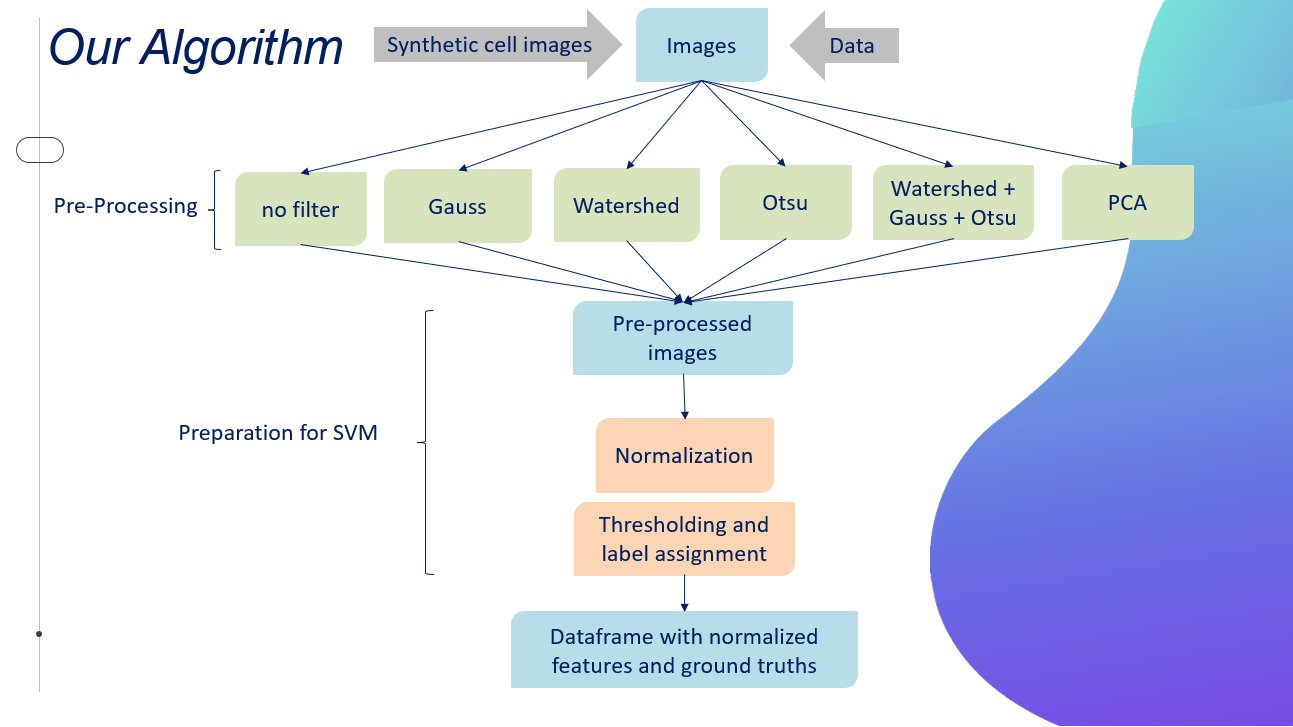 Our Algorithm
Synthetic cell images
Images
Data
Pre-Processing
no filter
Gauss
Watershed
Otsu
Watershed +
Gauss + Otsu
PCA
Pre-processed
images
Preparation for SVM
Normalization
Thresholding and
label assignment
Dataframe with normalized
features and ground truths